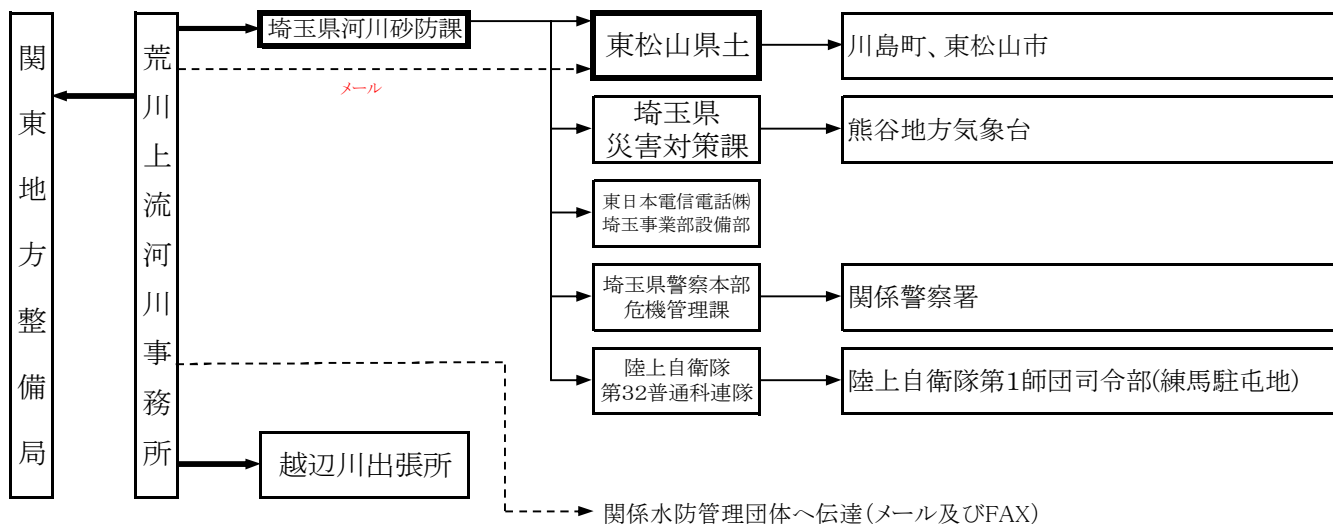 関東地方整備局
荒川上流河川事務所
埼玉県河川砂防課
メール
越辺川出張所
東松山県土
川島町、東松山市
埼玉県
災害対策課
熊谷地方気象台
東日本電信電話㈱
埼玉事業部設備部
埼玉県警察本部
危機管理課
関係警察署
陸上自衛隊
第32普通科連隊
陸上自衛隊第1師団司令部(練馬駐屯地)
関係水防管理団体へ伝達(メール及びFAX)